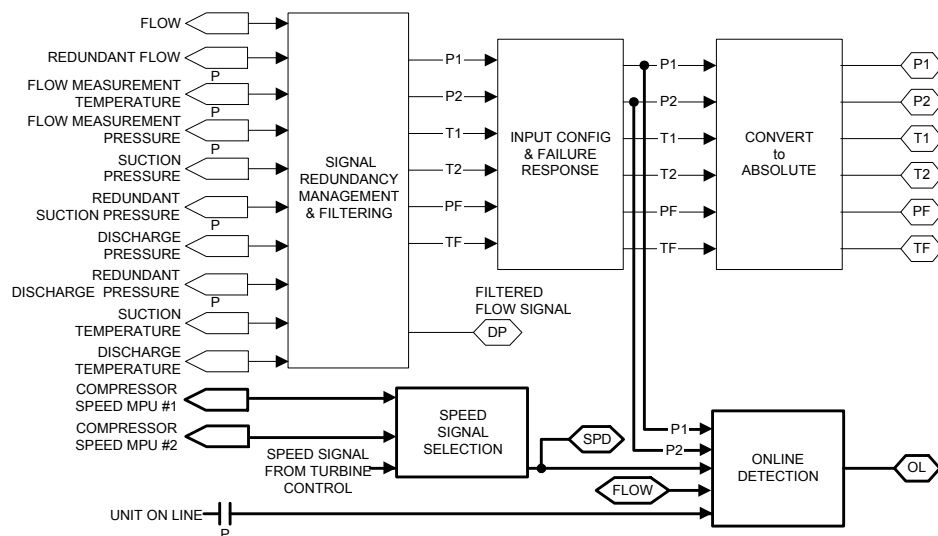 FLOW
REDUNDANT FLOW
P
FLOW MEASUREMENT
TEMPERATURE
P
FLOW MEASUREMENT
PRESSURE
P
SUCTION
PRESSURE
REDUNDANT
SUCTION PRESSURE
P
DISCHARGE
PRESSURE
REDUNDANT
DISCHARGE PRESSURE
P
SUCTION
TEMPERATURE
DISCHARGE
TEMPERATURE
SIGNAL
REDUNDANCY
MANAGEMENT
& FILTERING
P1
P2
T1
T2
PF
TF
FILTERED
FLOW SIGNAL
DP
INPUT CONFIG
& FAILURE
RESPONSE
P1
P2
T1
T2
PF
TF
CONVERT
to
ABSOLUTE
P1
P2
T1
T2
PF
TF
COMPRESSOR
SPEED MPU #1
COMPRESSOR
SPEED MPU #2
SPEED SIGNAL
FROM TURBINE
CONTROL
SPEED
SIGNAL
SELECTION
SPD
P1
P2
FLOW
UNIT ON LINE
P
ONLINE
DETECTION
OL